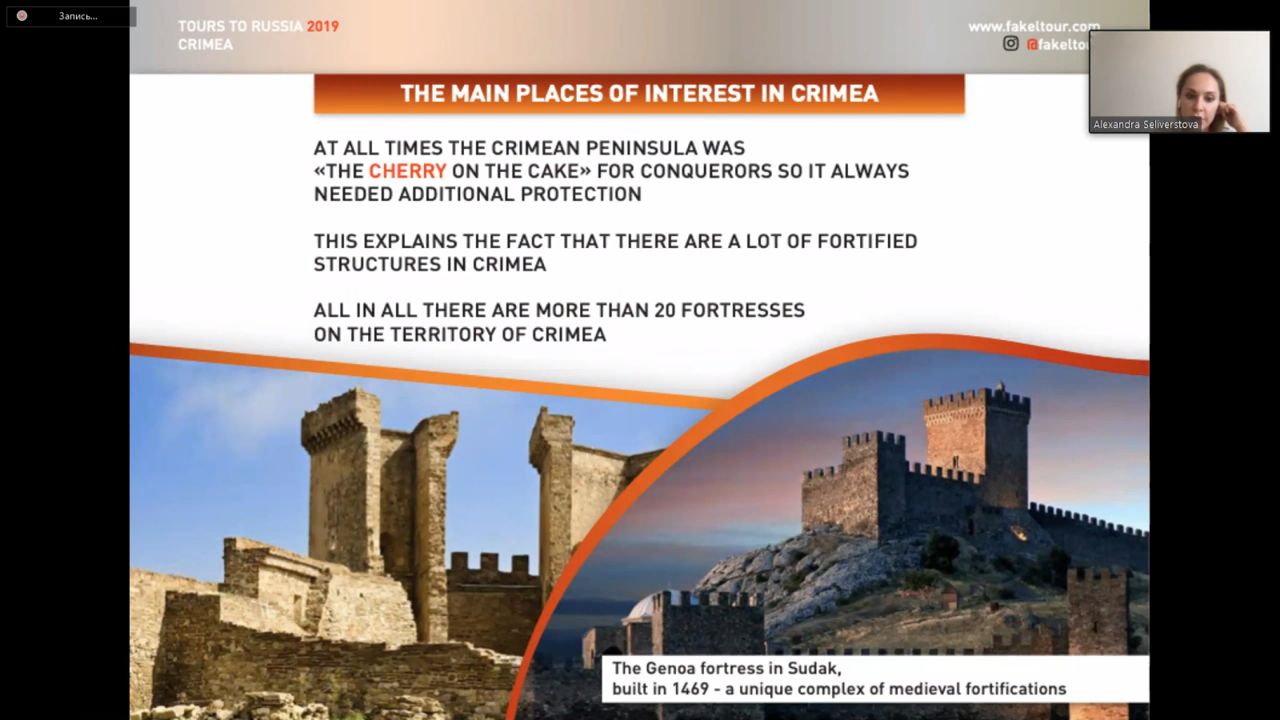 Запись...
TOURS TO RUSSIA 2019
CRIMEA
www.fakeltour.com
Alexandra Seliverstova
THE MAIN PLACES OF INTEREST IN CRIMEA
AT ALL TIMES THE CRIMEAN PENINSULA WAS
«THE CHERRY ON THE CAKE» FOR CONQUERORS SO IT ALWAYS
NEEDED ADDITIONAL PROTECTION
THIS EXPLAINS THE FACT THAT THERE ARE A LOT OF FORTIFIED
STRUCTURES IN CRIMEA
ALL IN ALL THERE ARE MORE THAN 20 FORTRESSES
ON THE TERRITORY OF CRIMEA
The Genoa fortress in Sudak,
built in 1469 - a unique complex of medieval fortifications